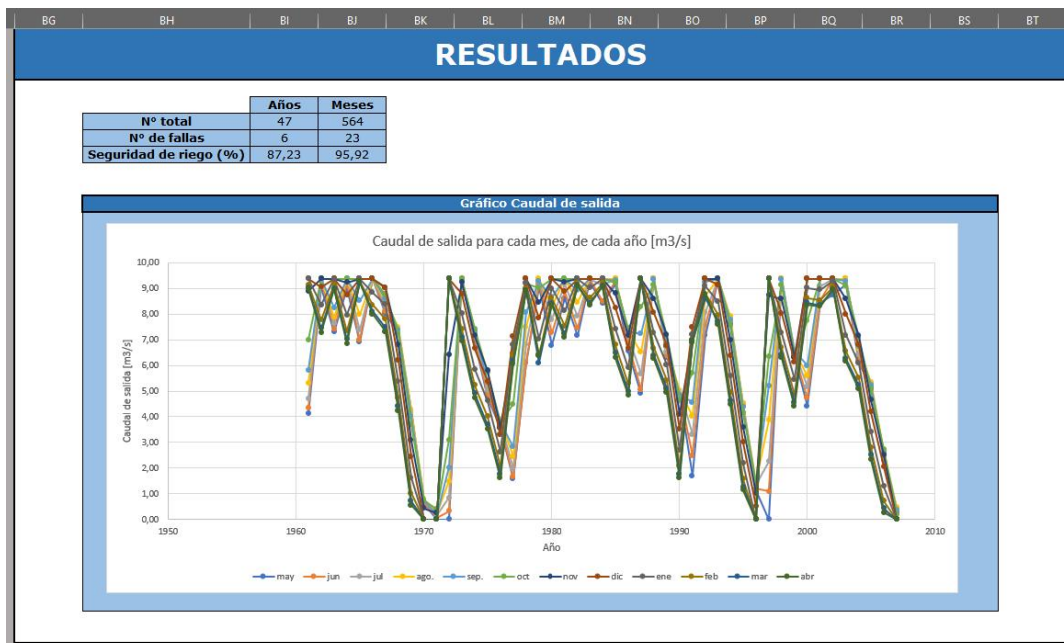 BG BH BI BJ BK BL BM BN BO BP BQ BR BS BT
RESULTADOS
Años Meses
Nº total 47 564
Nº de fallas 6 23
Seguridad de riego (%) 87,23 95,92
Gráfico Caudal de salida
Caudal de salida para cada mes, de cada año [m3/s]
Caudal de salida [m3/s]
10,00
9,00
8,00
7,00
6,00
5,00
4,00
3,00
2,00
1,00
0,00
1950 1960 1970 1980 1990 2000 2010
Año
may jun jul ago. sep. oct nov dic ene feb mar abr